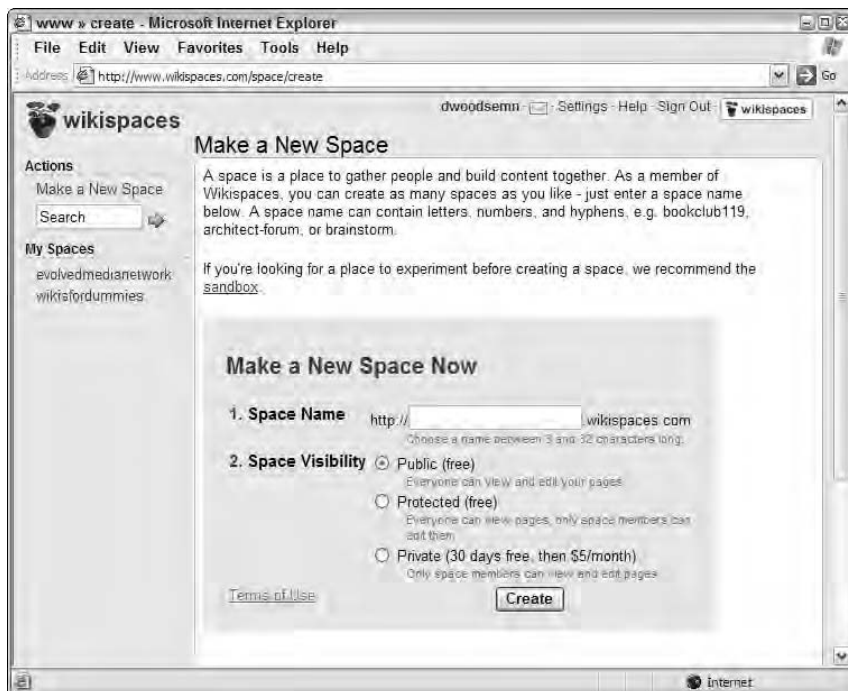 www » create - Microsoft Internet Explorer
File Edit View Favorites Tools Help
Address http://www.wikispaces.com/space/create Go
dwoodsemn · · Settings · Help · Sign Out · wikispaces
wikispaces
Make a New Space
Actions
Make a New Space
Search
My Spaces
evolvedmedianetwork
wikisfordummies
A space is a place to gather people and build content together. As a member of
Wikispaces, you can create as many spaces as you like - just enter a space name
below. A space name can contain letters, numbers, and hyphens, e.g. bookclub119,
architect-forum, or brainstorm.
If you're looking for a place to experiment before creating a space, we recommend the
sandbox.
Make a New Space Now
1. Space Name http:// .wikispaces.com
Choose a name between 3 and 32 characters long.
2. Space Visibility Public (free)
Everyone can view and edit your pages
Protected (free)
Everyone can view pages, only space members can
edit them
Private (30 days free, then $5/month)
Only space members can view and edit pages
Terms of Use Create
Internet